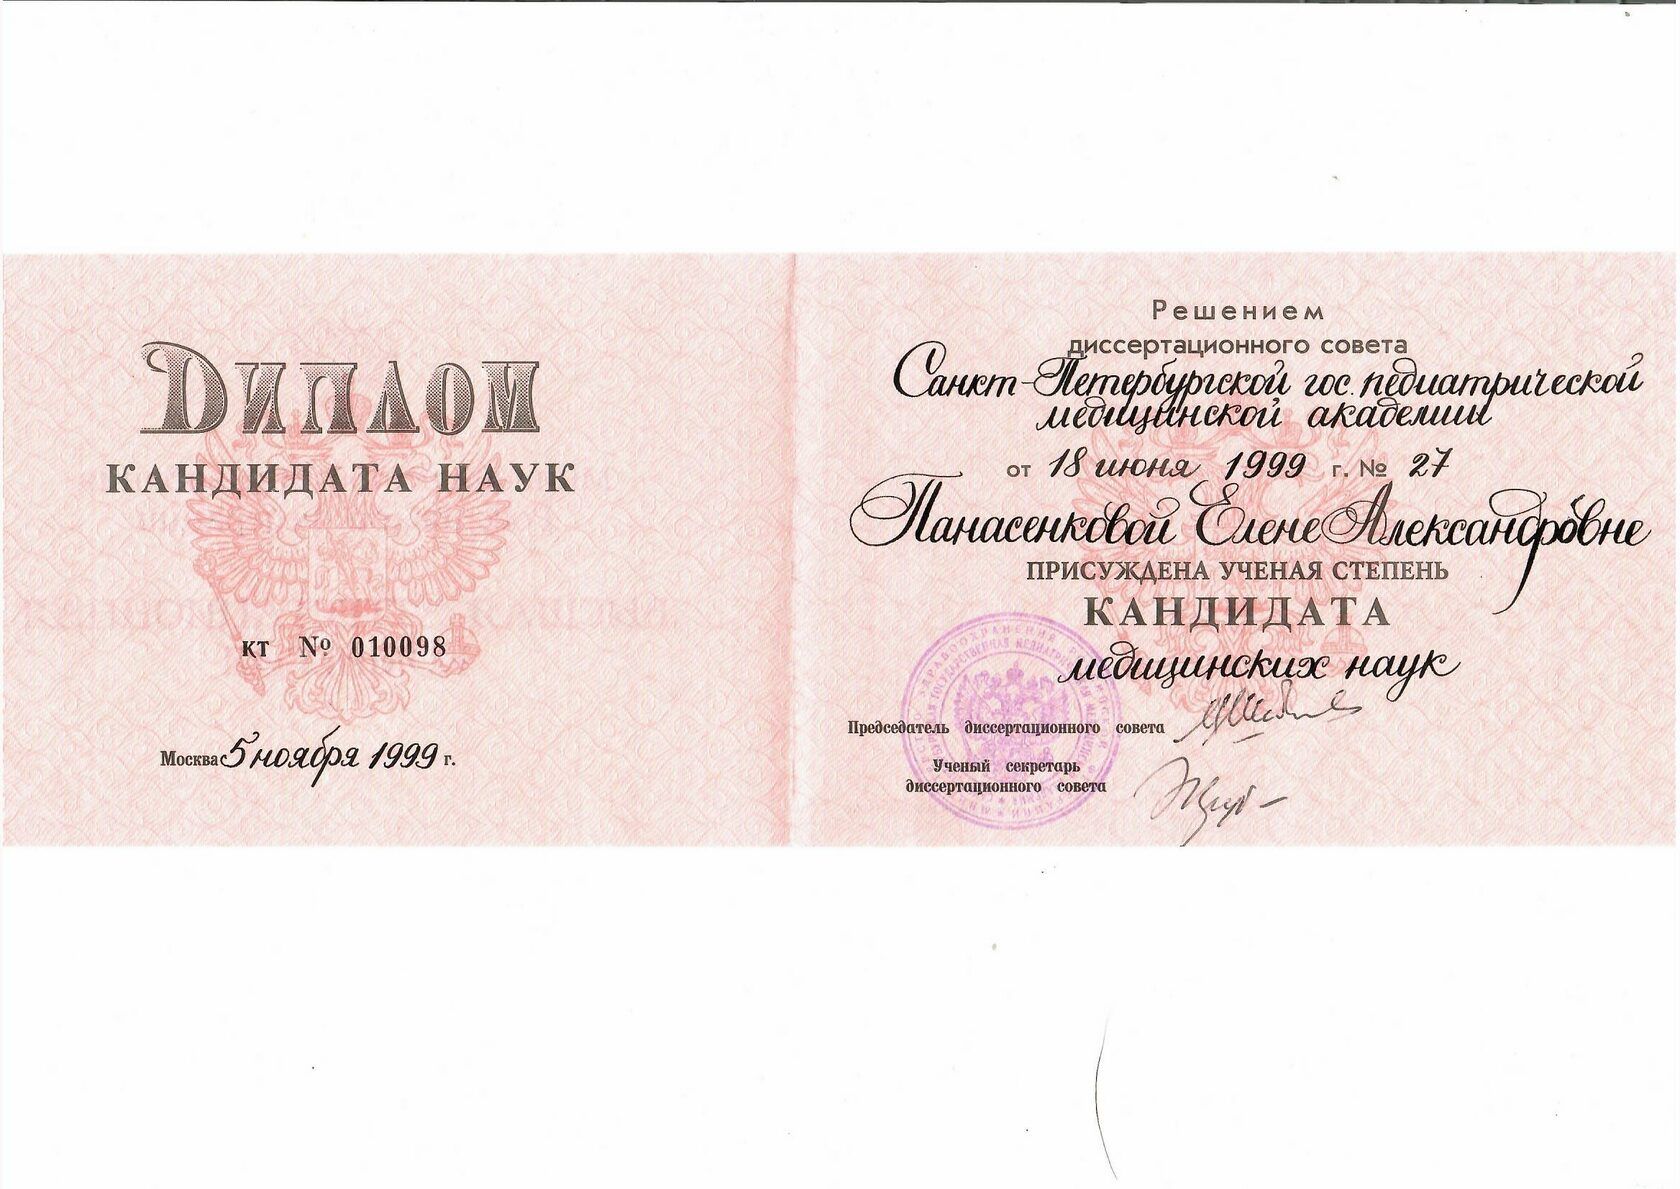 ДИПЛОМ
КАНДИДАТА НАУК
КТ № 010098
Москва 5 ноября 1999 г.
Решением
диссертационного совета
Санкт-Петербургской гос. педиатрической
медицинской академии
от 18 июня 1999 г. № 27
Панасенковой Елене Александровне
ПРИСУЖДЕНА УЧЕНАЯ СТЕПЕНЬ
КАНДИДАТА
медицинских наук
Председатель диссертационного совета
Ученый секретарь
диссертационного совета